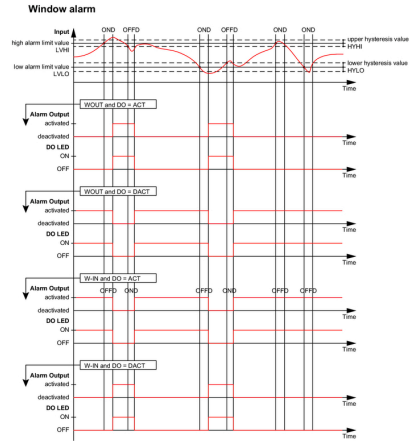 Window alarm
Input
OND OFFD OND OFFD OND OND
high alarm limit value
LVHI
upper hysteresis value
HYHI
low alarm limit value
LVLO
lower hysteresis value
HYLO
Time
WOUT and DO = ACT
Alarm Output
activated
deactivated
Time
DO LED
ON
OFF
Time
WOUT and DO = DACT
Alarm Output
activated
deactivated
Time
DO LED
ON
OFF
Time
W-IN and DO = ACT
Alarm Output
OFFD OND OFFD OND OFFD OFFD
activated
deactivated
Time
DO LED
ON
OFF
Time
W-IN and DO = DACT
Alarm Output
activated
deactivated
Time
DO LED
ON
OFF
Time